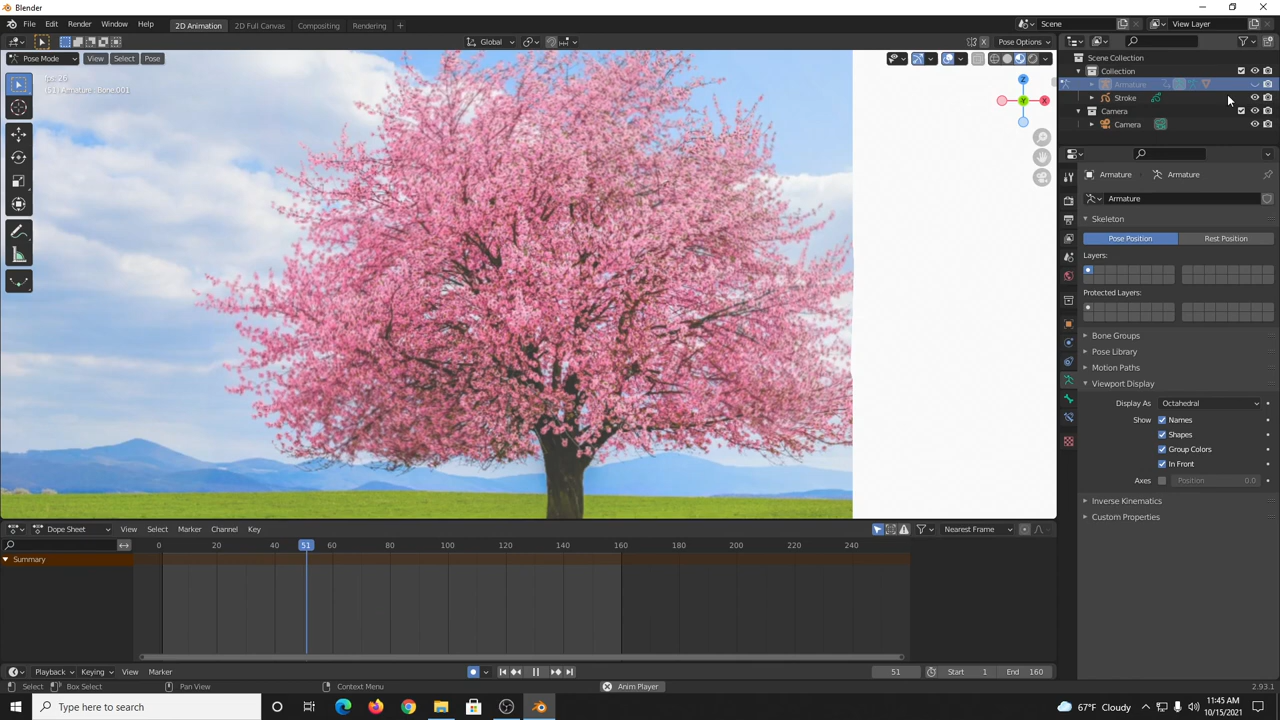 Blender
File Edit Render Window Help 2D Animation 2D Full Canvas Compositing Rendering + Scene View Layer
Global Pose Options
Pose Mode View Select Pose
fps: 26
(51) Armature : Bone.001
Z
X
Y
Scene Collection
Collection
Armature
Stroke
Camera
Camera
Armature Armature
Armature
Skeleton
Pose Position Rest Position
Layers:
Protected Layers:
Bone Groups
Pose Library
Motion Paths
Viewport Display
Display As Octahedral
Show Names
Shapes
Group Colors
In Front
Axes Position 0.0
Inverse Kinematics
Custom Properties
Dope Sheet View Select Marker Channel Key Nearest Frame
0 20 40 51 60 80 100 120 140 160 180 200 220 240
Summary
Playback Keying View Marker 51 Start 1 End 160
Select Box Select Pan View Context Menu Anim Player 2.93.1
Type here to search 67°F Cloudy 11:45 AM
10/15/2021